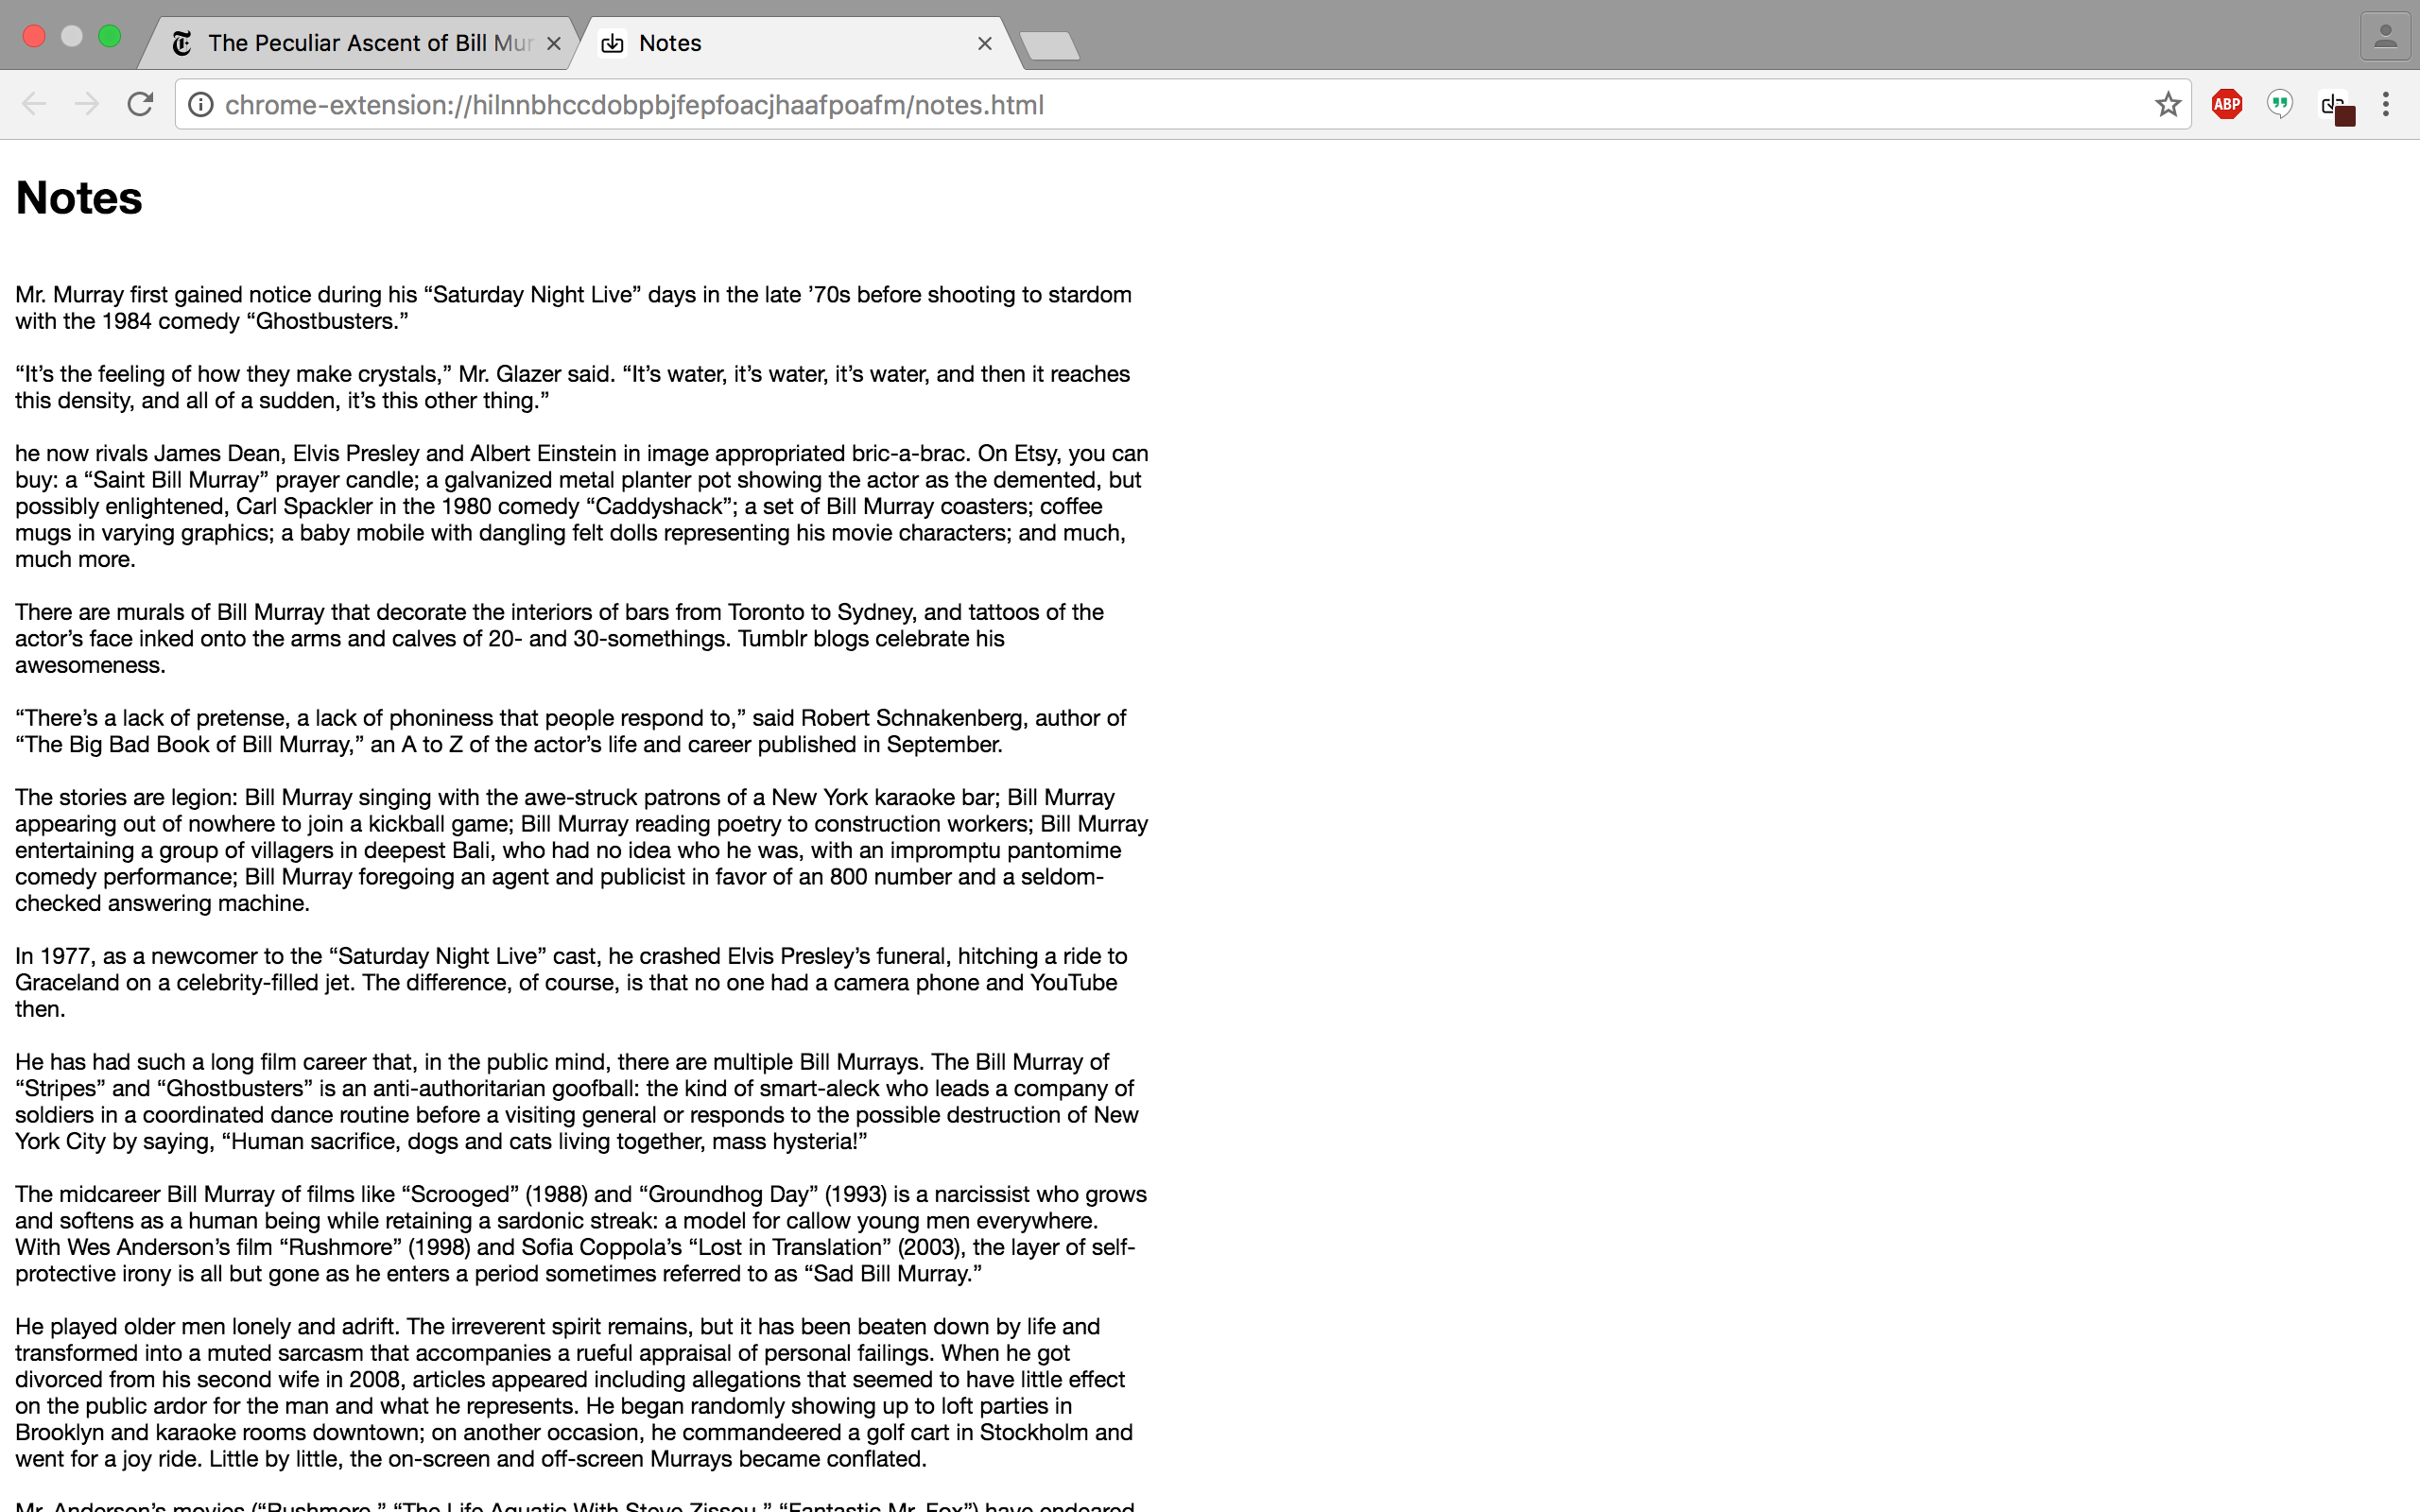 The Peculiar Ascent of Bill Mur
Notes
chrome-extension://hilnnbhccdobpbjfepfoacjhaafpoafm/notes.html
ABP
Notes
Mr. Murray first gained notice during his “Saturday Night Live” days in the late ’70s before shooting to stardom
with the 1984 comedy “Ghostbusters.”
“It’s the feeling of how they make crystals,” Mr. Glazer said. “It’s water, it’s water, it’s water, and then it reaches
this density, and all of a sudden, it’s this other thing.”
he now rivals James Dean, Elvis Presley and Albert Einstein in image appropriated bric-a-brac. On Etsy, you can
buy: a “Saint Bill Murray” prayer candle; a galvanized metal planter pot showing the actor as the demented, but
possibly enlightened, Carl Spackler in the 1980 comedy “Caddyshack”; a set of Bill Murray coasters; coffee
mugs in varying graphics; a baby mobile with dangling felt dolls representing his movie characters; and much,
much more.
There are murals of Bill Murray that decorate the interiors of bars from Toronto to Sydney, and tattoos of the
actor’s face inked onto the arms and calves of 20- and 30-somethings. Tumblr blogs celebrate his
awesomeness.
“There’s a lack of pretense, a lack of phoniness that people respond to,” said Robert Schnakenberg, author of
“The Big Bad Book of Bill Murray,” an A to Z of the actor’s life and career published in September.
The stories are legion: Bill Murray singing with the awe-struck patrons of a New York karaoke bar; Bill Murray
appearing out of nowhere to join a kickball game; Bill Murray reading poetry to construction workers; Bill Murray
entertaining a group of villagers in deepest Bali, who had no idea who he was, with an impromptu pantomime
comedy performance; Bill Murray foregoing an agent and publicist in favor of an 800 number and a seldom-
checked answering machine.
In 1977, as a newcomer to the “Saturday Night Live” cast, he crashed Elvis Presley’s funeral, hitching a ride to
Graceland on a celebrity-filled jet. The difference, of course, is that no one had a camera phone and YouTube
then.
He has had such a long film career that, in the public mind, there are multiple Bill Murrays. The Bill Murray of
“Stripes” and “Ghostbusters” is an anti-authoritarian goofball: the kind of smart-aleck who leads a company of
soldiers in a coordinated dance routine before a visiting general or responds to the possible destruction of New
York City by saying, “Human sacrifice, dogs and cats living together, mass hysteria!”
The midcareer Bill Murray of films like “Scrooged” (1988) and “Groundhog Day” (1993) is a narcissist who grows
and softens as a human being while retaining a sardonic streak: a model for callow young men everywhere.
With Wes Anderson’s film “Rushmore” (1998) and Sofia Coppola’s “Lost in Translation” (2003), the layer of self-
protective irony is all but gone as he enters a period sometimes referred to as “Sad Bill Murray.”
He played older men lonely and adrift. The irreverent spirit remains, but it has been beaten down by life and
transformed into a muted sarcasm that accompanies a rueful appraisal of personal failings. When he got
divorced from his second wife in 2008, articles appeared including allegations that seemed to have little effect
on the public ardor for the man and what he represents. He began randomly showing up to loft parties in
Brooklyn and karaoke rooms downtown; on another occasion, he commandeered a golf cart in Stockholm and
went for a joy ride. Little by little, the on-screen and off-screen Murrays became conflated.
Mr. Anderson’s movies (“Rushmore,” “The Life Aquatic With Steve Zissou,” “Fantastic Mr. Fox”) have endeared